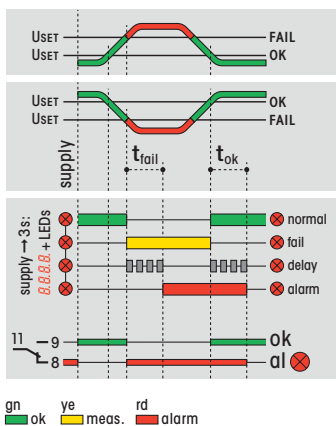 USET FAIL
USET OK
USET OK
USET FAIL
supply
tfail tok
supply → 3s:
8.8.8.8. + LEDs
normal
fail
delay
alarm
11
9 ok
8 al
gn ye rd
ok meas. alarm